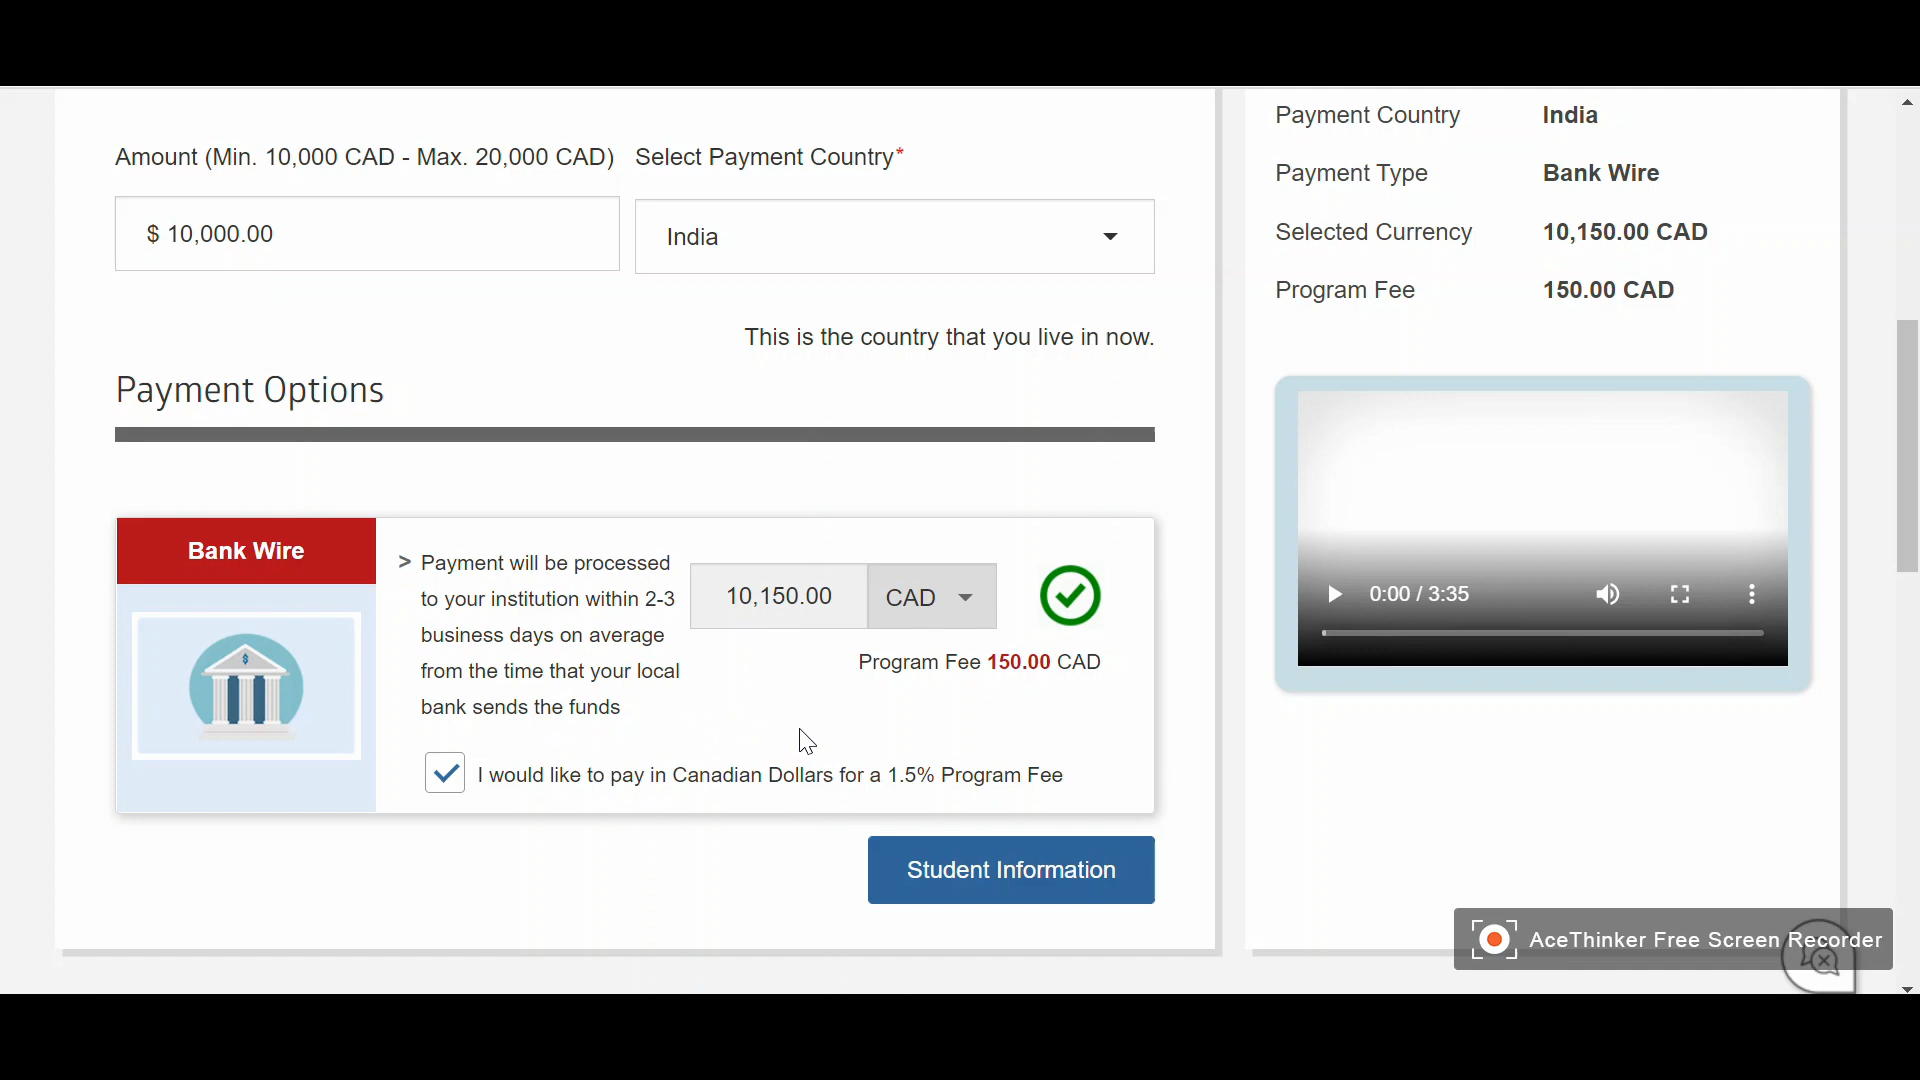 Amount (Min. 10,000 CAD - Max. 20,000 CAD)
Select Payment Country*
$ 10,000.00
India
This is the country that you live in now.
Payment Options
Bank Wire
> Payment will be processed
to your institution within 2-3
business days on average
from the time that your local
bank sends the funds
10,150.00
CAD
Program Fee 150.00 CAD
I would like to pay in Canadian Dollars for a 1.5% Program Fee
Student Information
Payment Country India
Payment Type Bank Wire
Selected Currency 10,150.00 CAD
Program Fee 150.00 CAD
0:00 / 3:35
AceThinker Free Screen Recorder